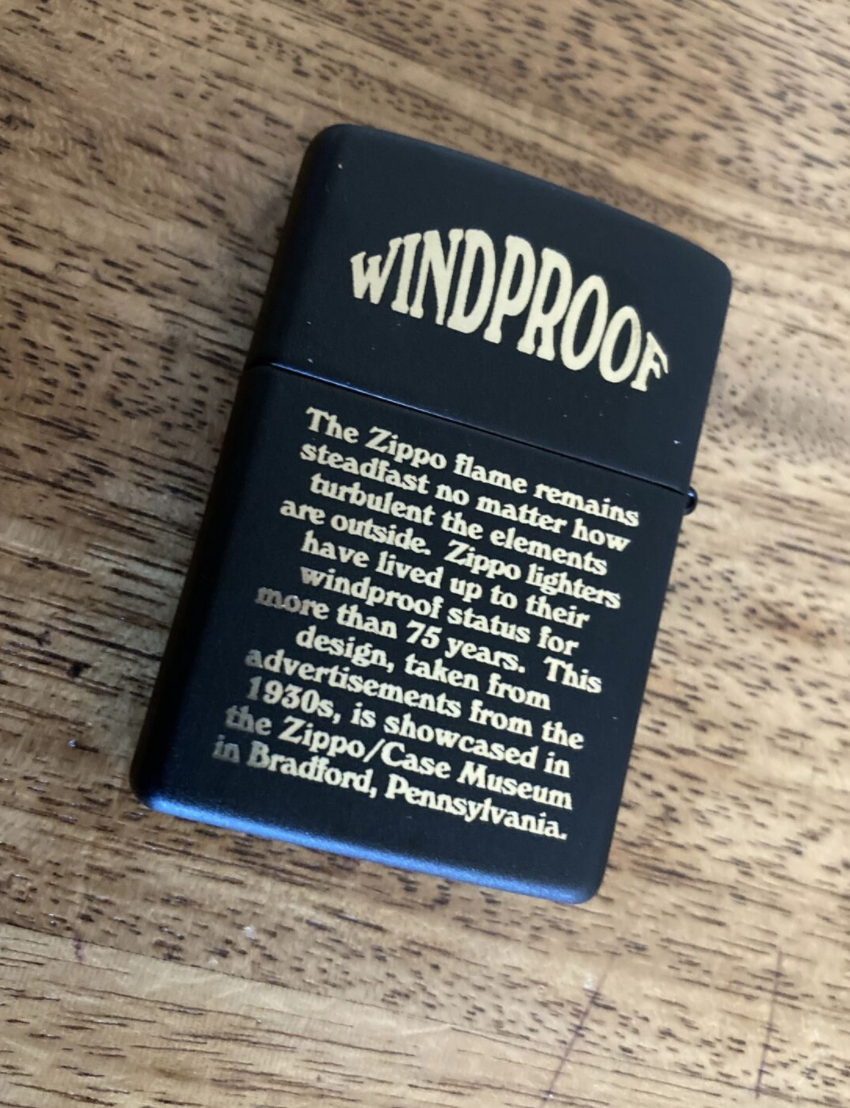 WINDPROOF
The Zippo flame remains
steadfast no matter how
turbulent the elements
are outside. Zippo lighters
have lived up to their
windproof status for
more than 75 years. This
design, taken from
advertisements from the
1930s, is showcased in
the Zippo/Case Museum
in Bradford, Pennsylvania.